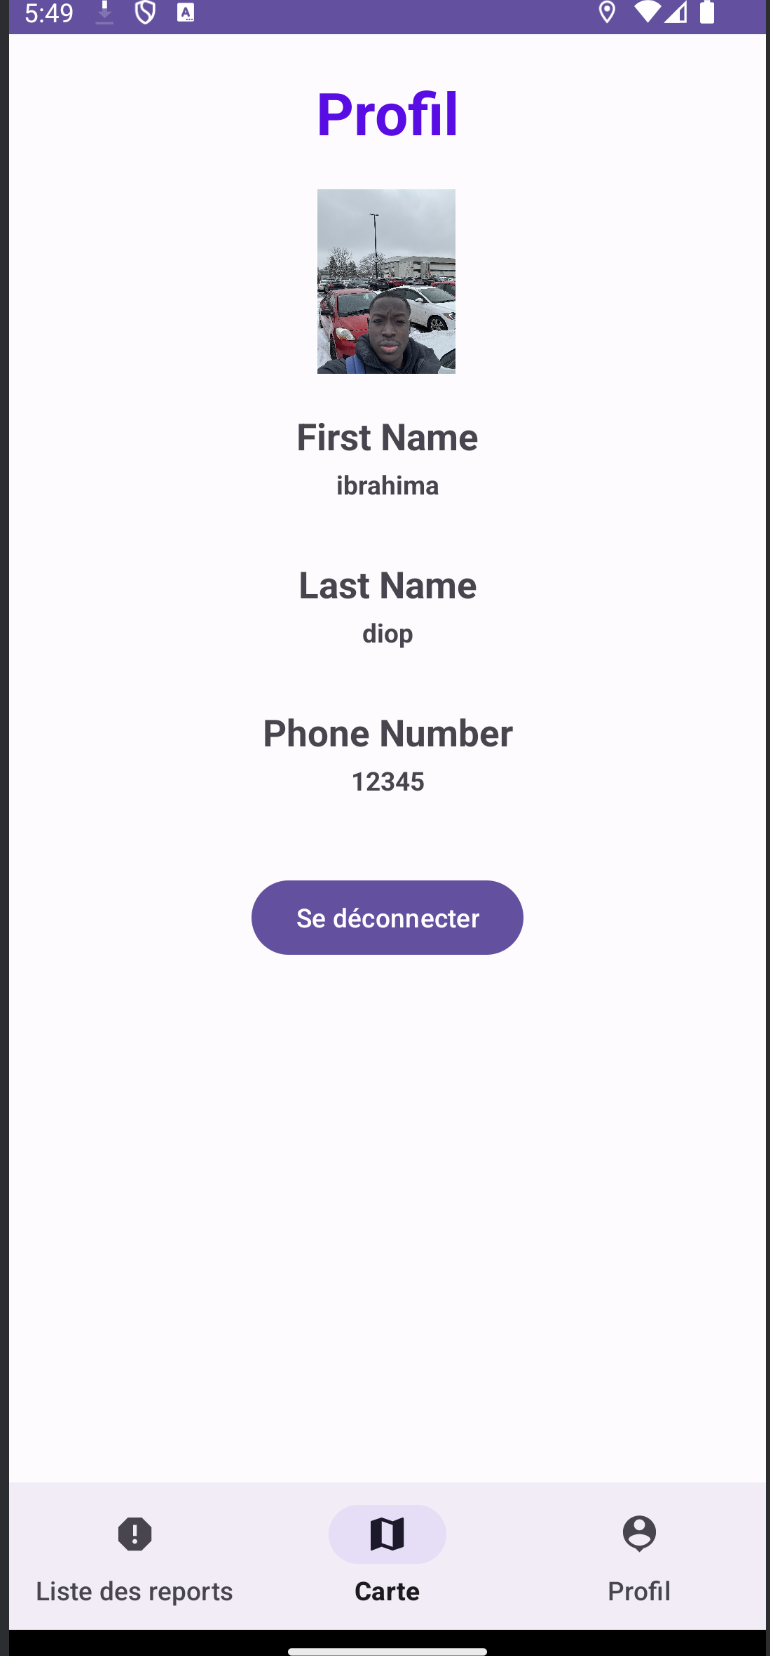 5:49
A
Profil
First Name
ibrahima
Last Name
diop
Phone Number
12345
Se déconnecter
Liste des reports
Carte
Profil